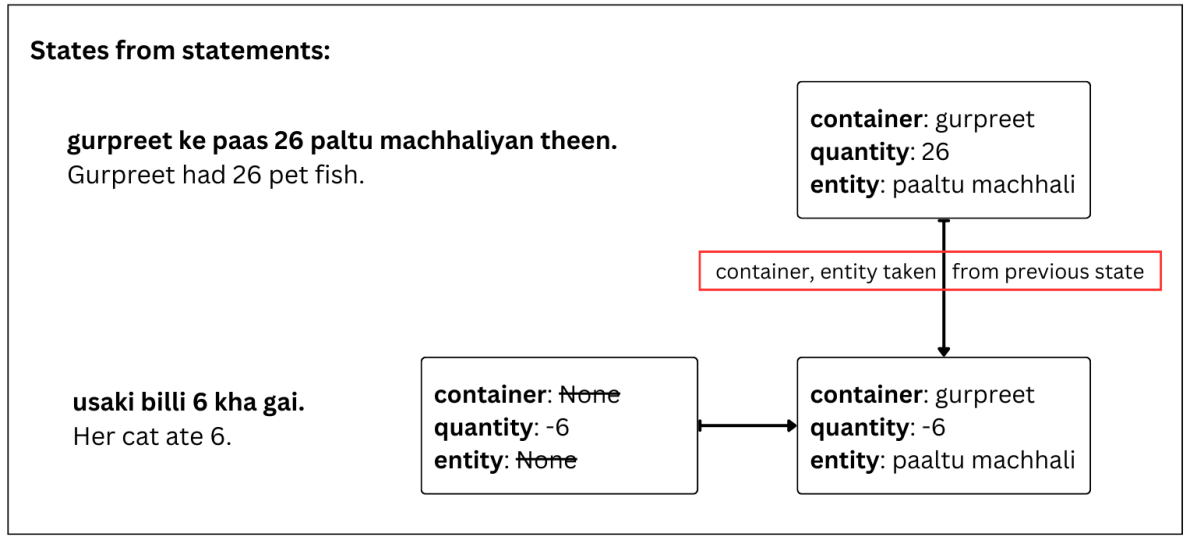 States from statements:
gurpreet ke paas 26 paltu machhaliyan theen.
Gurpreet had 26 pet fish.
container: gurpreet
quantity: 26
entity: paaltu machhali
container, entity taken from previous state
usaki billi 6 kha gai.
Her cat ate 6.
container: None
quantity: -6
entity: None
container: gurpreet
quantity: -6
entity: paaltu machhali